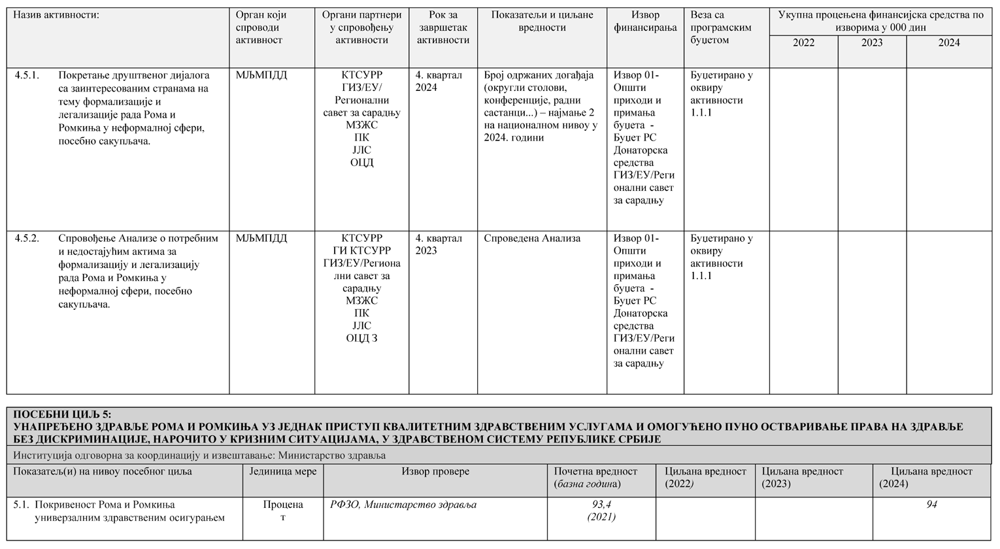 Назив активности:
Орган који
спроводи
активност
Органи партнери
у спровођењу
активности
Рок за
завршетак
активности
Показатељи и циљане
вредности
Извор
финансирања
Веза са
програмским
буџетом
Укупна процењена финансијска средства по
изворима у 000 дин
2022
2023
2024
4.5.1. Покретање друштвеног дијалога
са заинтересованим странама на
тему формализације и
легализације рада Рома и
Ромкиња у неформалној сфери,
посебно сакупљача.
МЉМПДД
КТСУРР
ГИЗ/ЕУ/
Регионални
савет за сарадњу
МЗЖС
ПК
ЈЛС
ОЦД
4. квартал
2024
Број одржаних догађаја
(округли столови,
конференције, радни
састанци...) – најмање 2
на националном нивоу у
2024. години
Извор 01-
Општи
приходи и
примања
буџета -
Буџет РС
Донаторска
средства
ГИЗ/ЕУ/Реги
онални савет
за сарадњу
Буџетирано у
оквиру
активности
1.1.1
4.5.2. Спровођење Анализе о потребним
и недостајућим актима за
формализацију и легализацију
рада Рома и Ромкиња у
неформалној сфери, посебно
сакупљача.
МЉМПДД
КТСУРР
ГИ КТСУРР
ГИЗ/ЕУ/Региона
лни савет за
сарадњу
МЗЖС
ПК
ЈЛС
ОЦД З
4. квартал
2023
Спроведена Анализа
Извор 01-
Општи
приходи и
примања
буџета -
Буџет РС
Донаторска
средства
ГИЗ/ЕУ/Реги
онални савет
за сарадњу
Буџетирано у
оквиру
активности
1.1.1
ПОСЕБНИ ЦИЉ 5:
УНАПРЕЂЕНО ЗДРАВЉЕ РОМА И РОМКИЊА УЗ ЈЕДНАК ПРИСТУП КВАЛИТЕТНИМ ЗДРАВСТВЕНИМ УСЛУГАМА И ОМОГУЋЕНО ПУНО ОСТВАРИВАЊЕ ПРАВА НА ЗДРАВЉЕ
БЕЗ ДИСКРИМИНАЦИЈЕ, НАРОЧИТО У КРИЗНИМ СИТУАЦИЈАМА, У ЗДРАВСТВЕНОМ СИСТЕМУ РЕПУБЛИКЕ СРБИЈЕ
Институција одговорна за координацију и извештавање: Министарство здравља
Показатељ(и) на нивоу посебног циља
Јединица мере
Извор провере
Почетна вредност
(базна година)
Циљана вредност
(2022)
Циљана вредност
(2023)
Циљана вредност
(2024)
5.1. Покривеност Рома и Ромкиња
универзалним здравственим осигурањем
Процена
т
РФЗО, Министарство здравља
93,4
(2021)
94